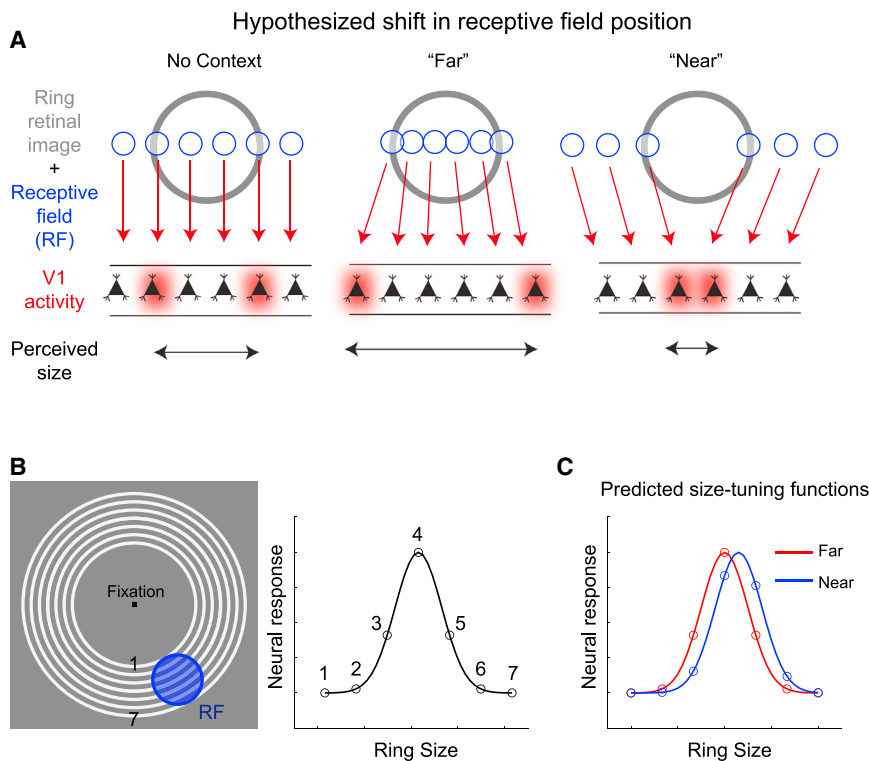 Hypothesized shift in receptive field position
A
No Context
“Far”
“Near”
Ring
retinal
image
+
Receptive
field
(RF)
V1
activity
Perceived
size
B
Fixation
1
7
RF
Neural response
1
2
3
4
5
6
7
Ring Size
C
Predicted size-tuning functions
Neural response
Far
Near
Ring Size